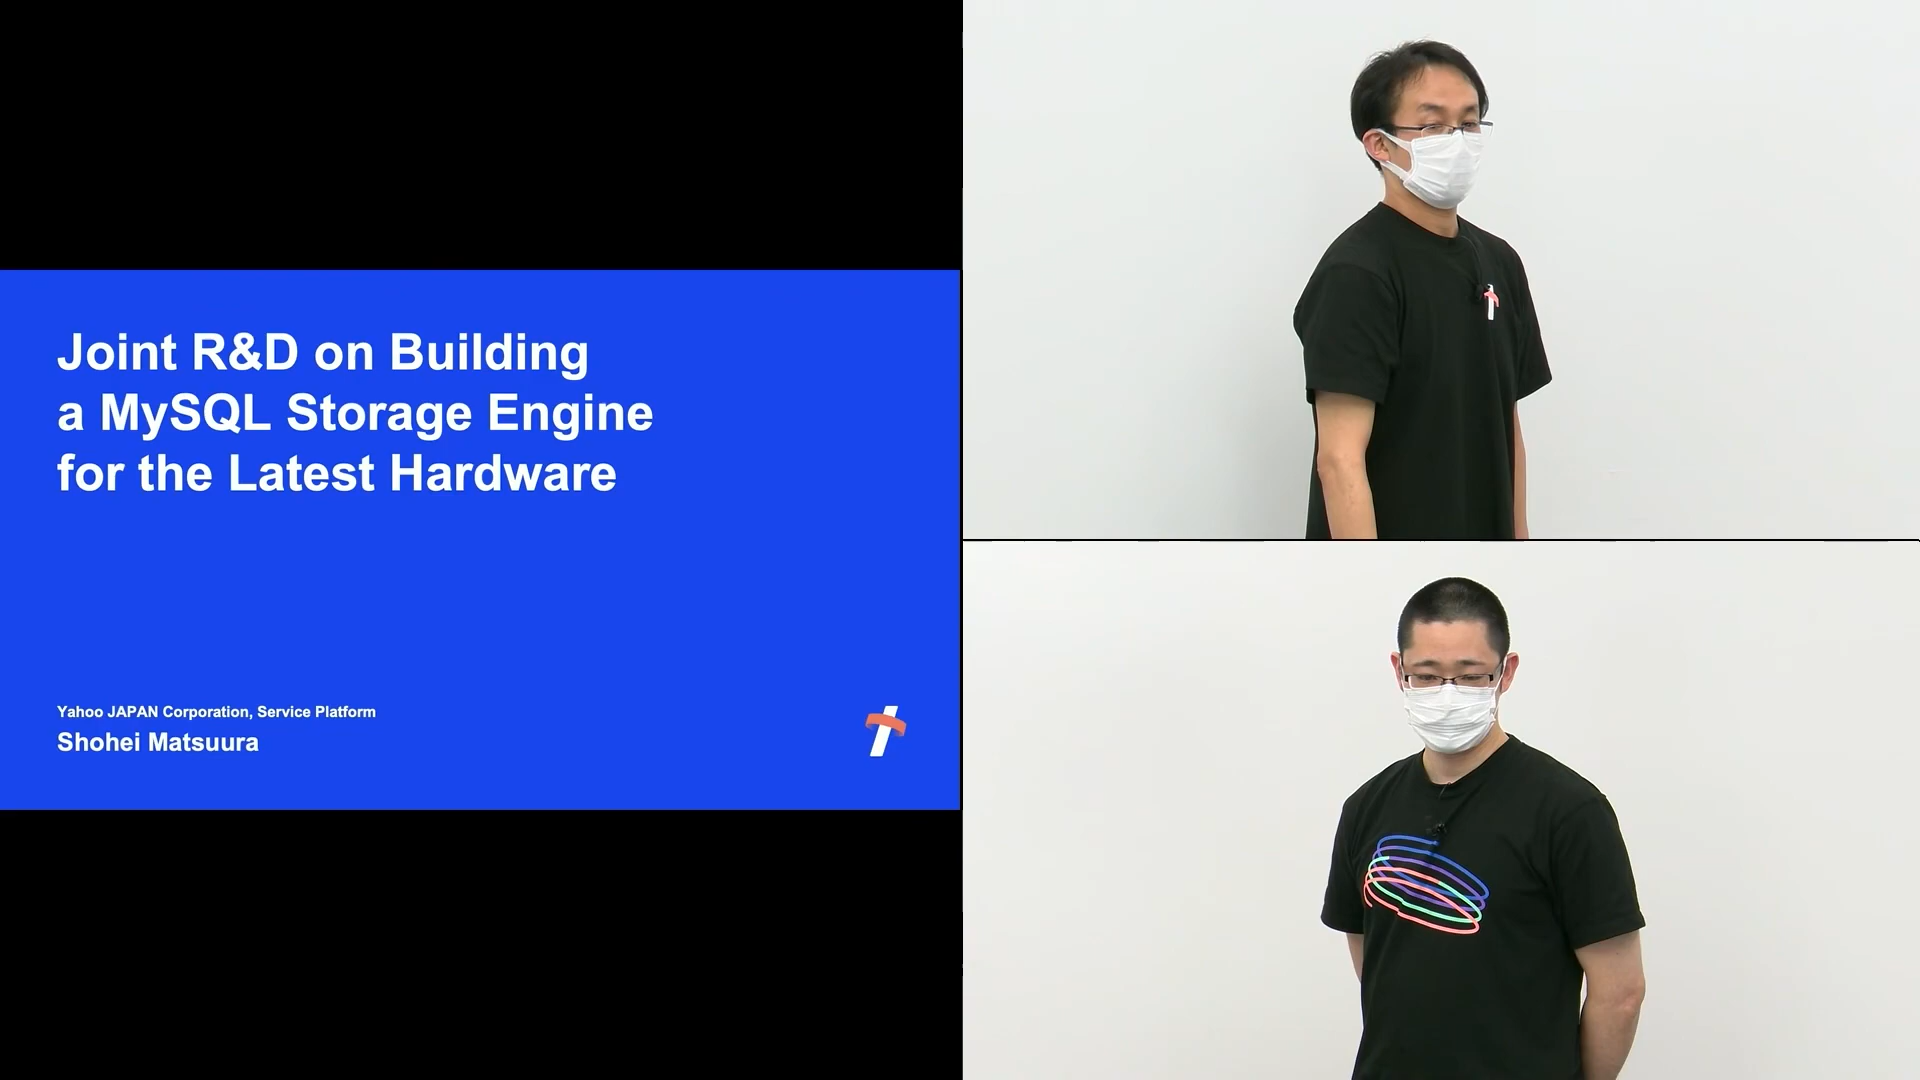 Joint R&D on Building
a MySQL Storage Engine
for the Latest Hardware
Yahoo JAPAN Corporation, Service Platform
Shohei Matsuura